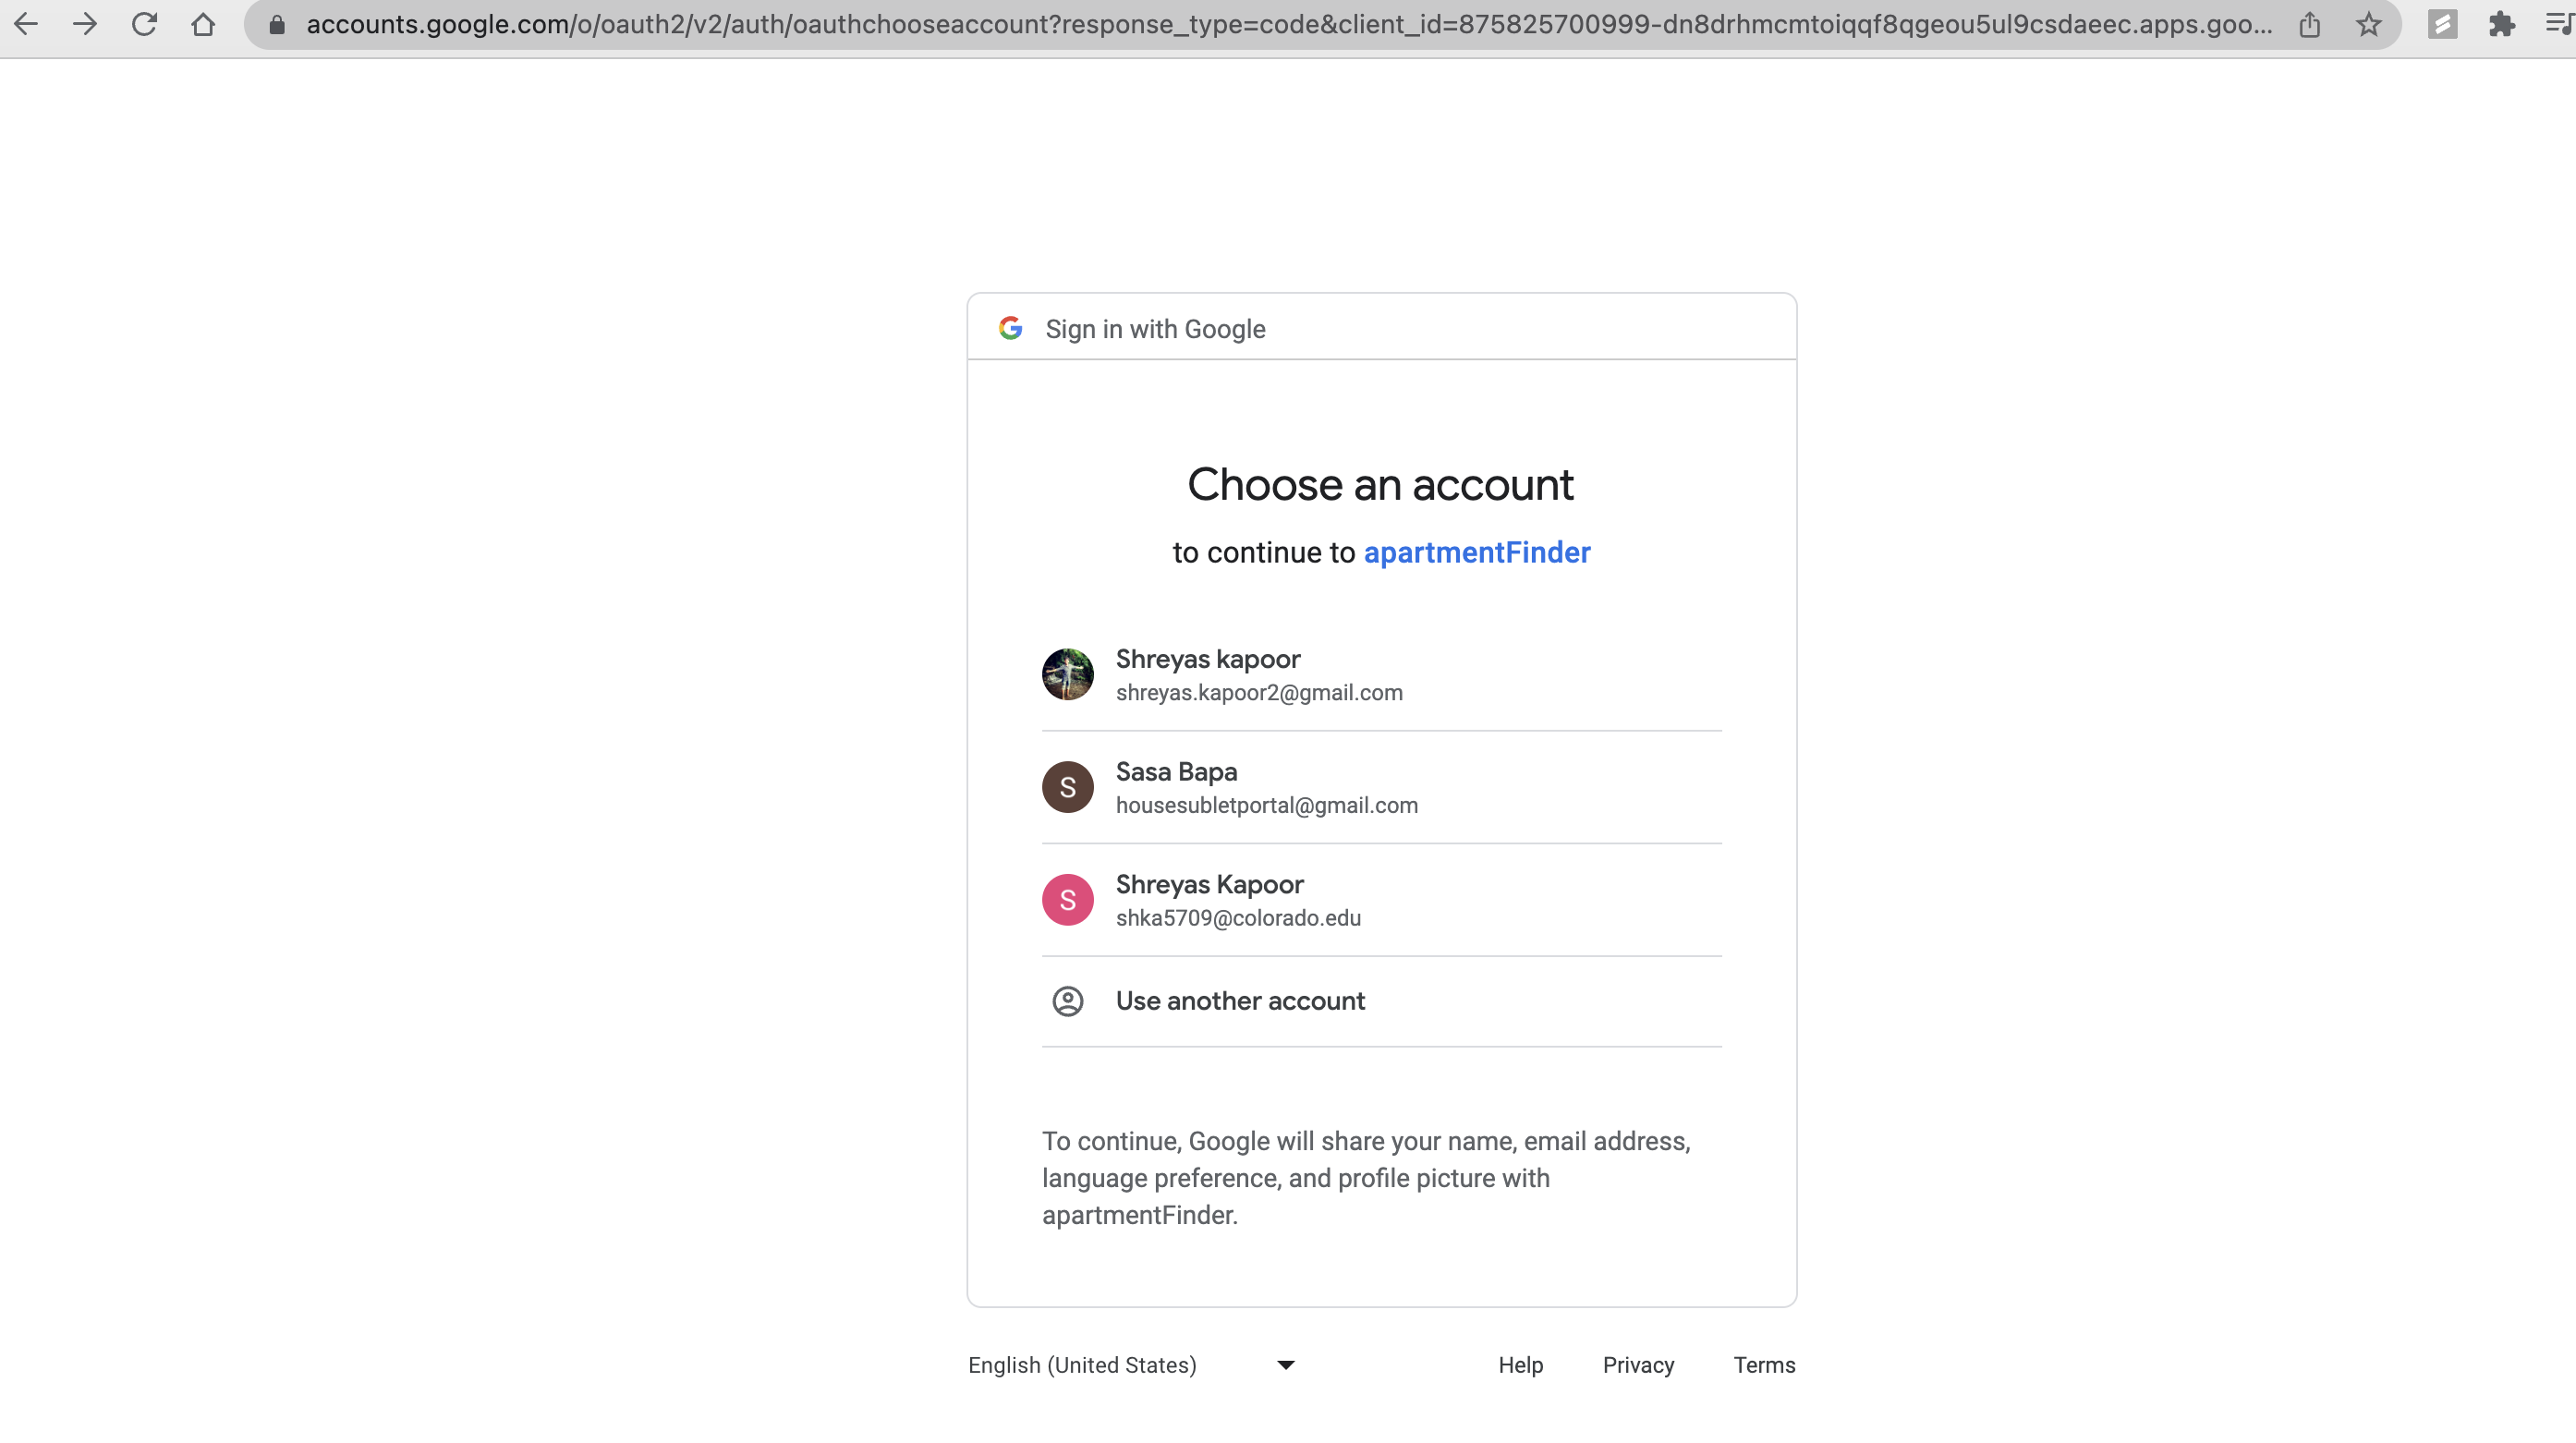 accounts.google.com/o/oauth2/v2/auth/oauthchooseaccount?response_type=code&client_id=875825700999-dn8drhmcmtoiqqf8qgeou5ul9csdaeec.apps.goo...
Sign in with Google
Choose an account
to continue to apartmentFinder
Shreyas kapoor
shreyas.kapoor2@gmail.com
S
Sasa Bapa
housesubletportal@gmail.com
S
Shreyas Kapoor
shka5709@colorado.edu
Use another account
To continue, Google will share your name, email address,
language preference, and profile picture with
apartmentFinder.
English (United States)
Help
Privacy
Terms